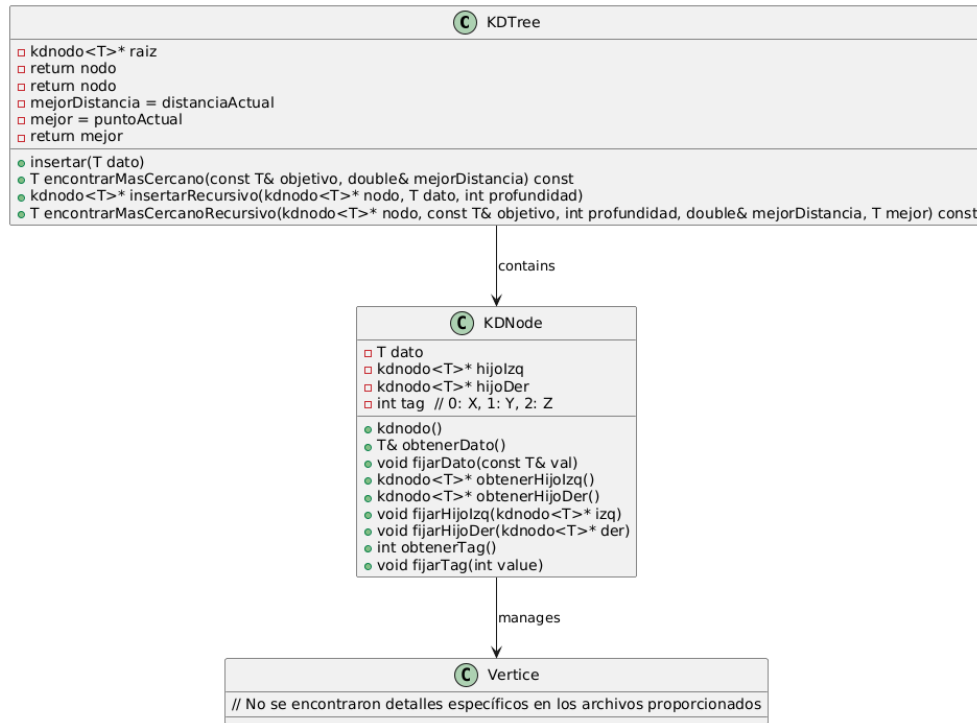 C KDTree
kdnodo<T>* raiz
return nodo
return nodo
mejorDistancia = distanciaActual
mejor = puntoActual
return mejor
insertar(T dato)
T encontrarMasCercano(const T& objetivo, double& mejorDistancia) const
kdnodo<T>* insertarRecursivo(kdnodo<T>* nodo, T dato, int profundidad)
T encontrarMasCercanoRecursivo(kdnodo<T>* nodo, const T& objetivo, int profundidad, double& mejorDistancia, T mejor) const
contains
C KDNode
T dato
kdnodo<T>* hijoIzq
kdnodo<T>* hijoDer
int tag // 0: X, 1: Y, 2: Z
kdnodo()
T& obtenerDato()
void fijarDato(const T& val)
kdnodo<T>* obtenerHijoIzq()
kdnodo<T>* obtenerHijoDer()
void fijarHijoIzq(kdnodo<T>* izq)
void fijarHijoDer(kdnodo<T>* der)
int obtenerTag()
void fijarTag(int value)
manages
C Vertice
// No se encontraron detalles específicos en los archivos proporcionados